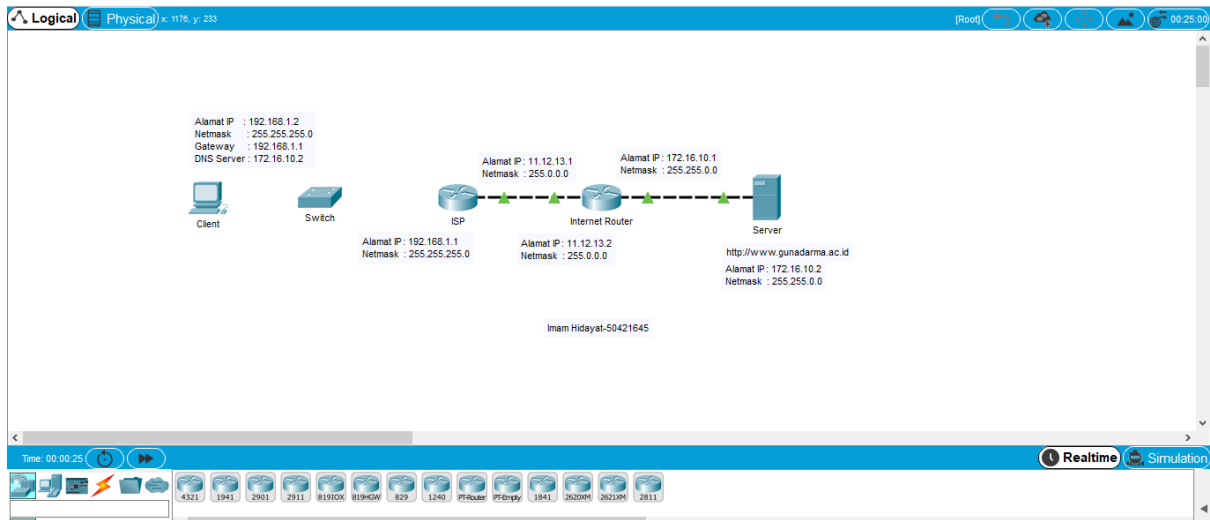 Logical Physical x: 1176, y: 233 [Root] 00:25:00
Alamat IP : 192.168.1.2
Netmask : 255.255.255.0
Gateway : 192.168.1.1
DNS Server : 172.16.10.2
Client
Switch
Alamat IP : 11.12.13.1
Netmask : 255.0.0.0
Alamat IP : 172.16.10.1
Netmask : 255.255.0.0
ISP
Internet Router
Server
Alamat IP : 192.168.1.1
Netmask : 255.255.255.0
Alamat IP : 11.12.13.2
Netmask : 255.0.0.0
http://www.gunadarma.ac.id
Alamat IP : 172.16.10.2
Netmask : 255.255.0.0
Imam Hidayat-50421645
Time: 00:00:25 Realtime Simulation
4321 1941 2901 2911 819IOX 819HGW 829 1240 PT-Router PT-Empty 1841 2620XM 2621XM 2811